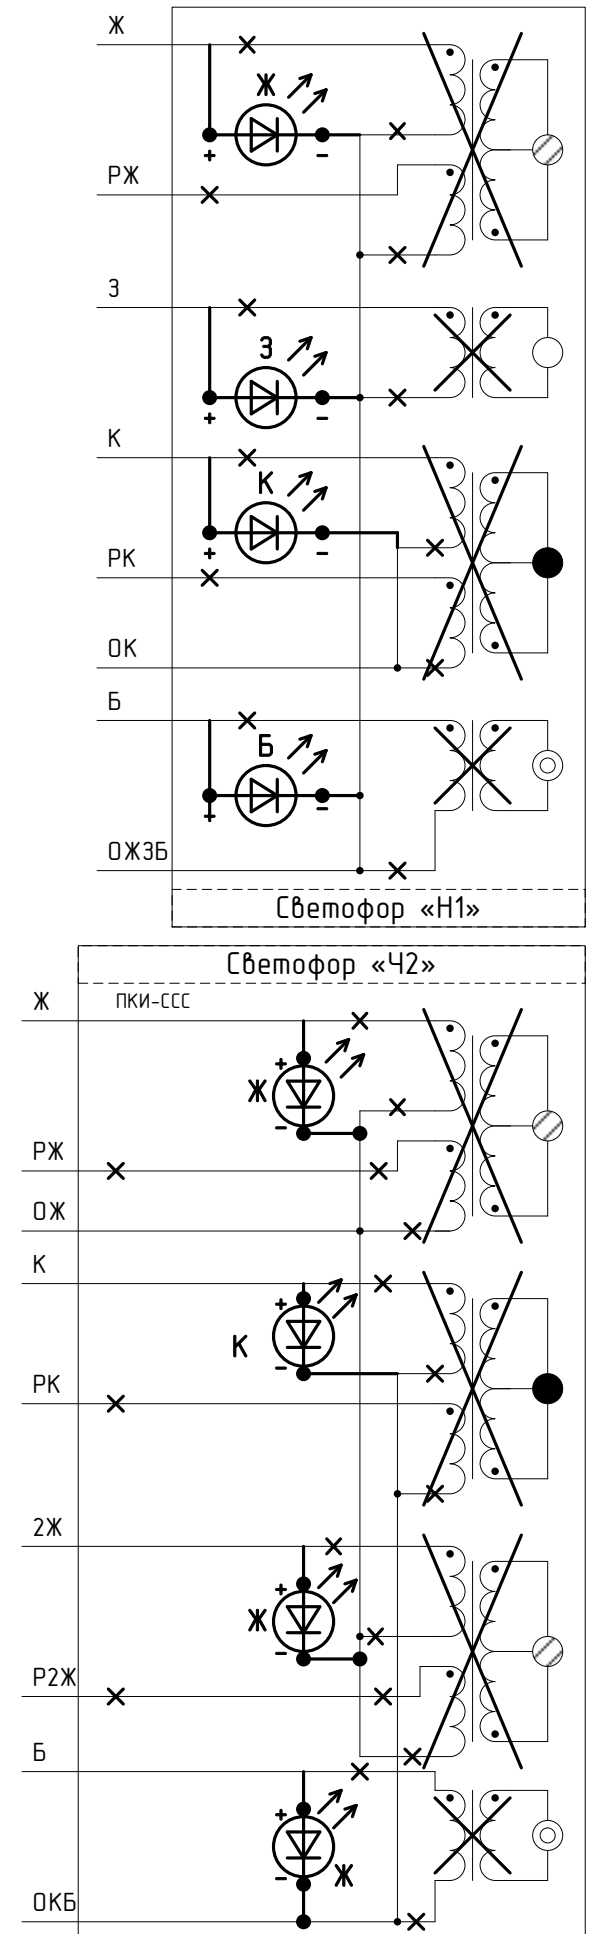 Ж
Ж
+ -
РЖ
З
З
+ -
К
К
+ -
РК
ОК
Б
Б
+ -
ОЖЗБ
Светофор «Н1»
Светофор «Ч2»
Ж ПКИ-ССС
+
Ж
-
РЖ
ОЖ
К
+
К
-
РК
2Ж
+
Ж
-
Р2Ж
Б
+
-
Ж
ОКБ